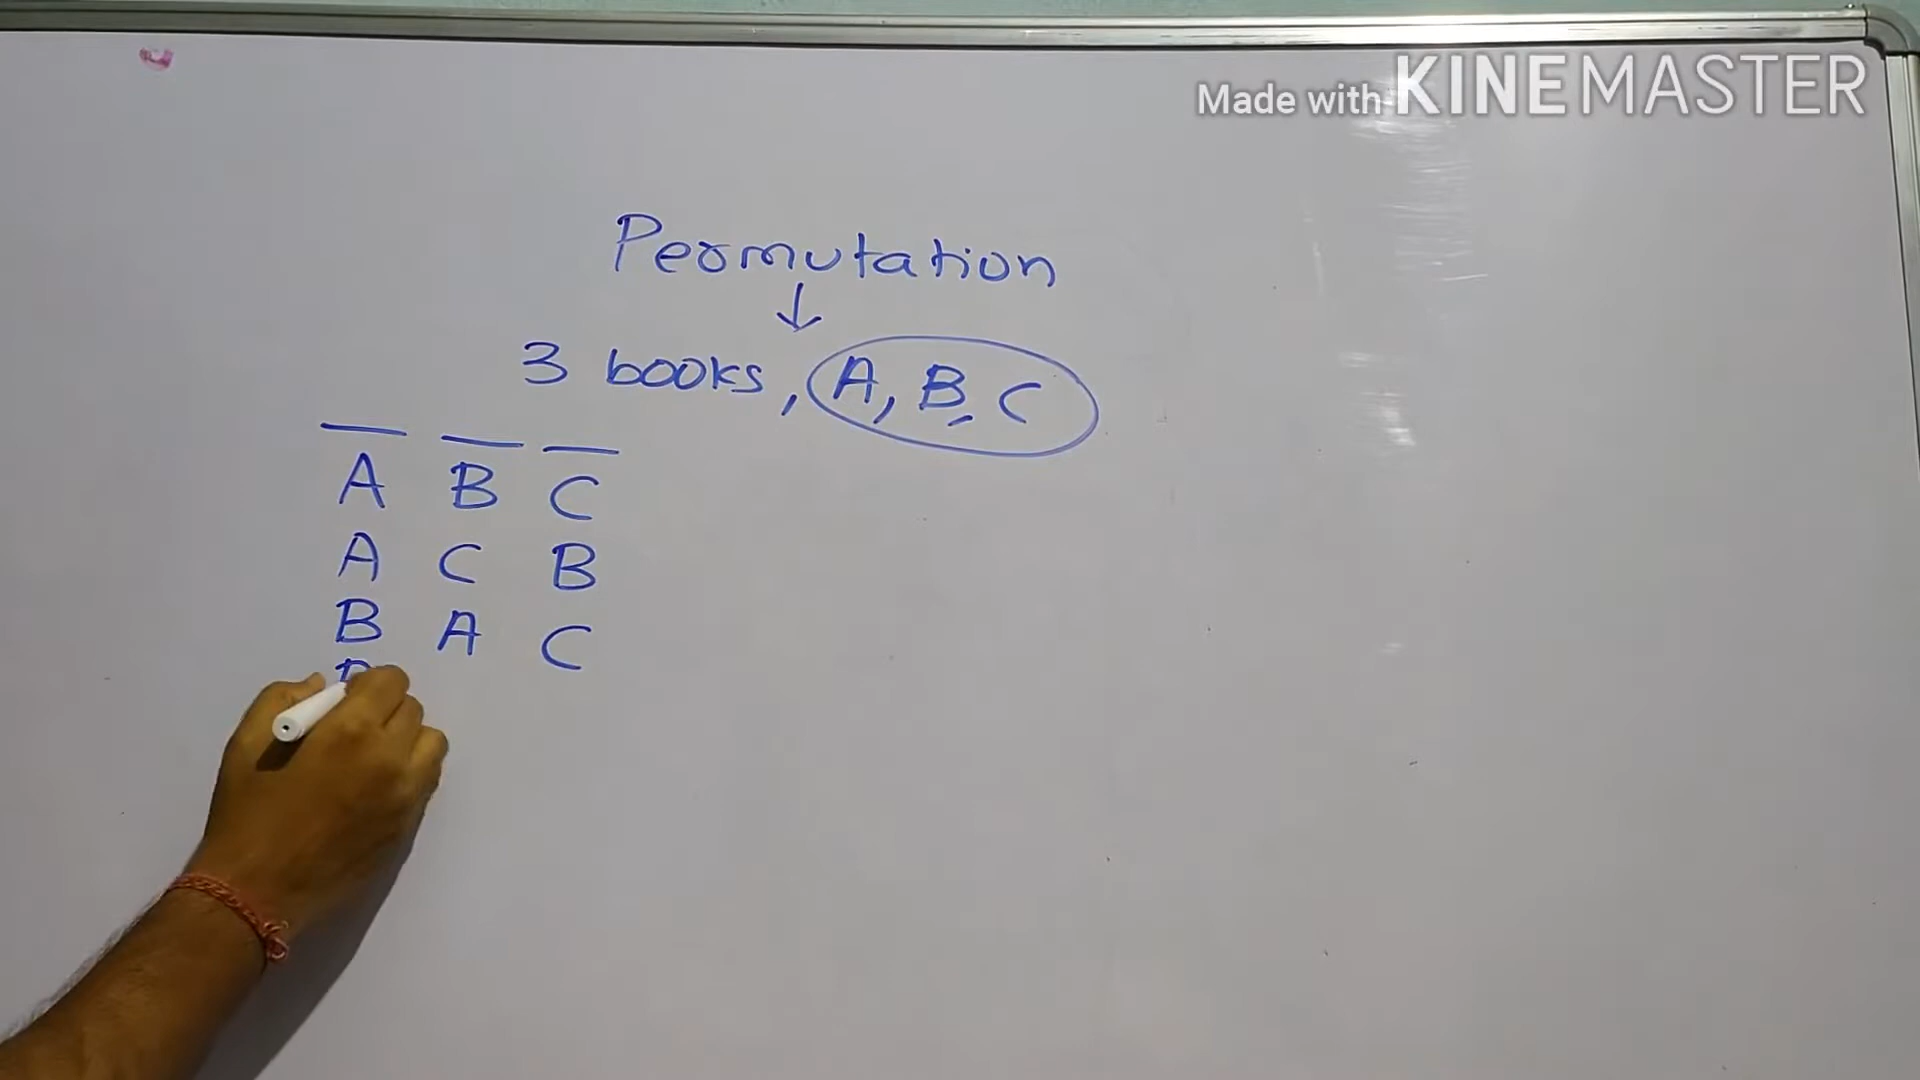 Made with KINEMASTER
Permutation
↓
3 books, A, B, C
A B C
A C B
B A C
B